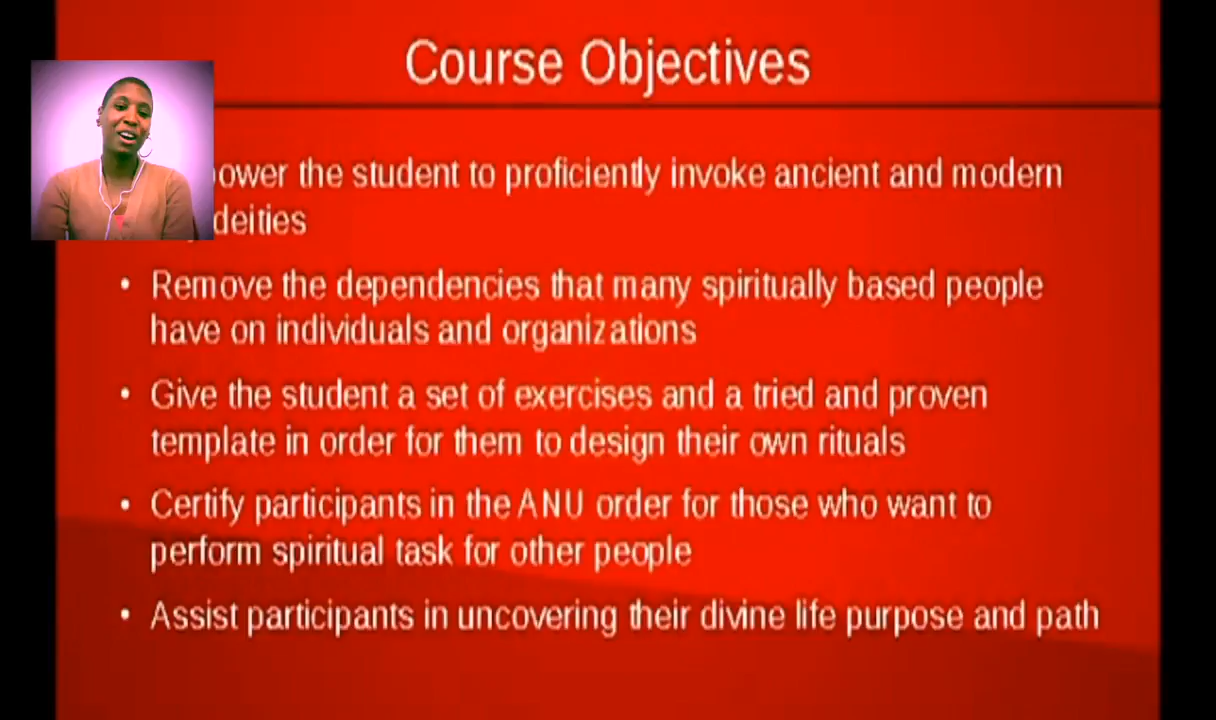 Course Objectives
the student to proficiently invoke ancient and modern
deities
• Remove the dependencies that many spiritually based people
have on individuals and organizations
• Give the student a set of exercises and a tried and proven
template in order for them to design their own rituals
• Certify participants in the ANU order for those who want to
perform spiritual task for other people
• Assist participants in uncovering their divine life purpose and path